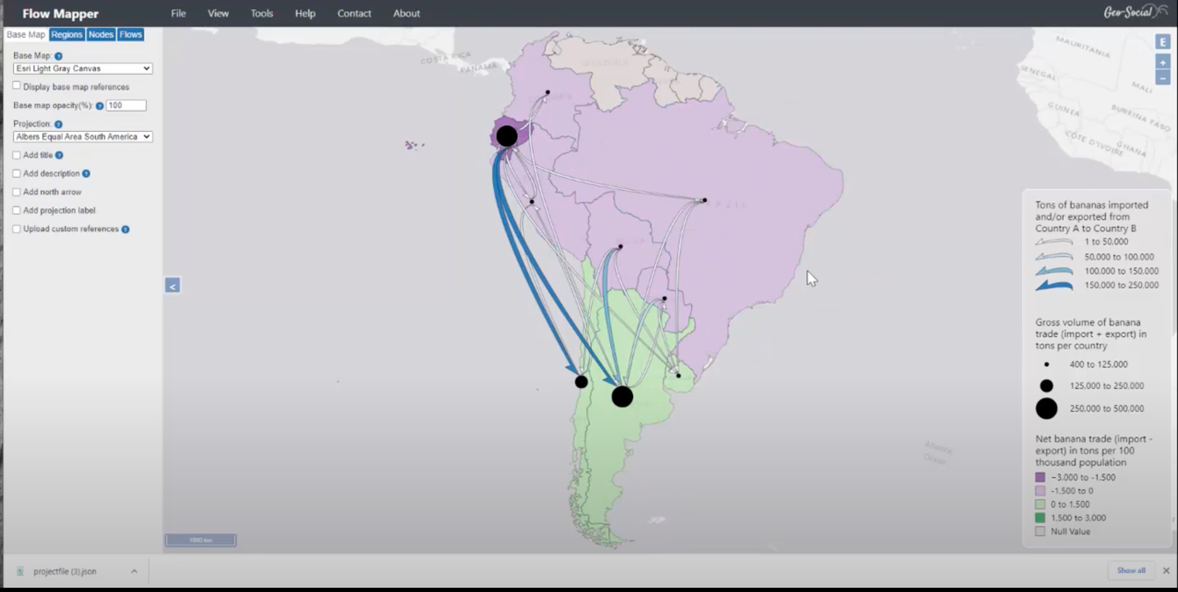 Flow Mapper
File View Tools Help Contact About
Geo-Social
Base Map Regions Nodes Flows
Base Map:
Esri Light Gray Canvas
Display base map references
Base map opacity(%): 100
Projection:
Albers Equal Area South America
Add title
Add description
Add north arrow
Add projection label
Upload custom references
<
E
+
−
COSTA RICA
PANAMA
MAURITANIA
SENEGAL
MALI
GUINEA
BURKINA FASO
CÔTE D'IVOIRE
GHANA
Atlantic
Ocean
Tons of bananas imported
and/or exported from
Country A to Country B
1 to 50.000
50.000 to 100.000
100.000 to 150.000
150.000 to 250.000
Gross volume of banana
trade (import + export) in
tons per country
400 to 125.000
125.000 to 250.000
250.000 to 500.000
Net banana trade (import -
export) in tons per 100
thousand population
−3.000 to -1.500
-1.500 to 0
0 to 1.500
1.500 to 3.000
Null Value
projectfile (3).json
Show all